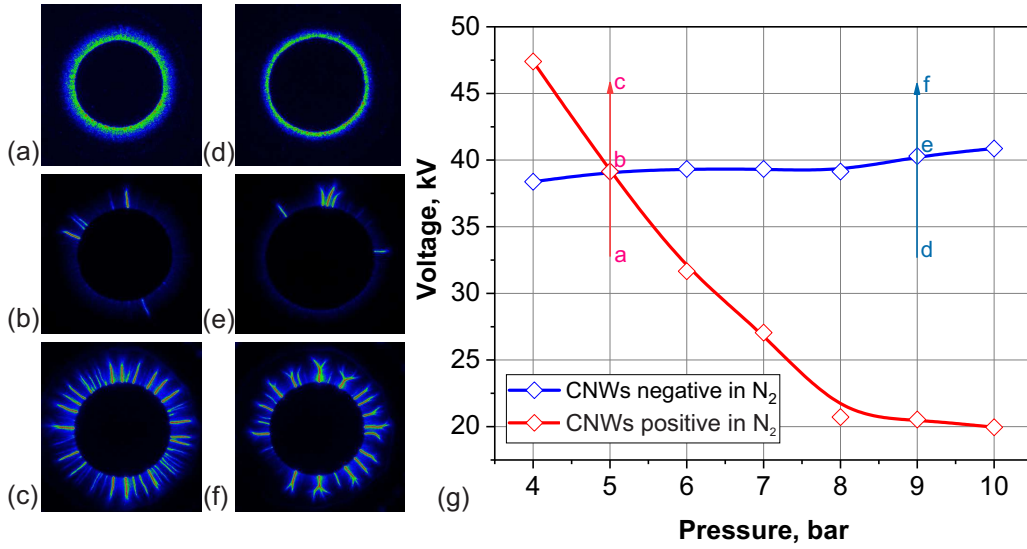 (a)
(d)
(b)
(e)
(c)
(f)
(g)
Voltage, kV
50
45
40
35
30
25
20
c
b
a
f
e
d
CNWs negative in N₂
CNWs positive in N₂
4 5 6 7 8 9 10
Pressure, bar